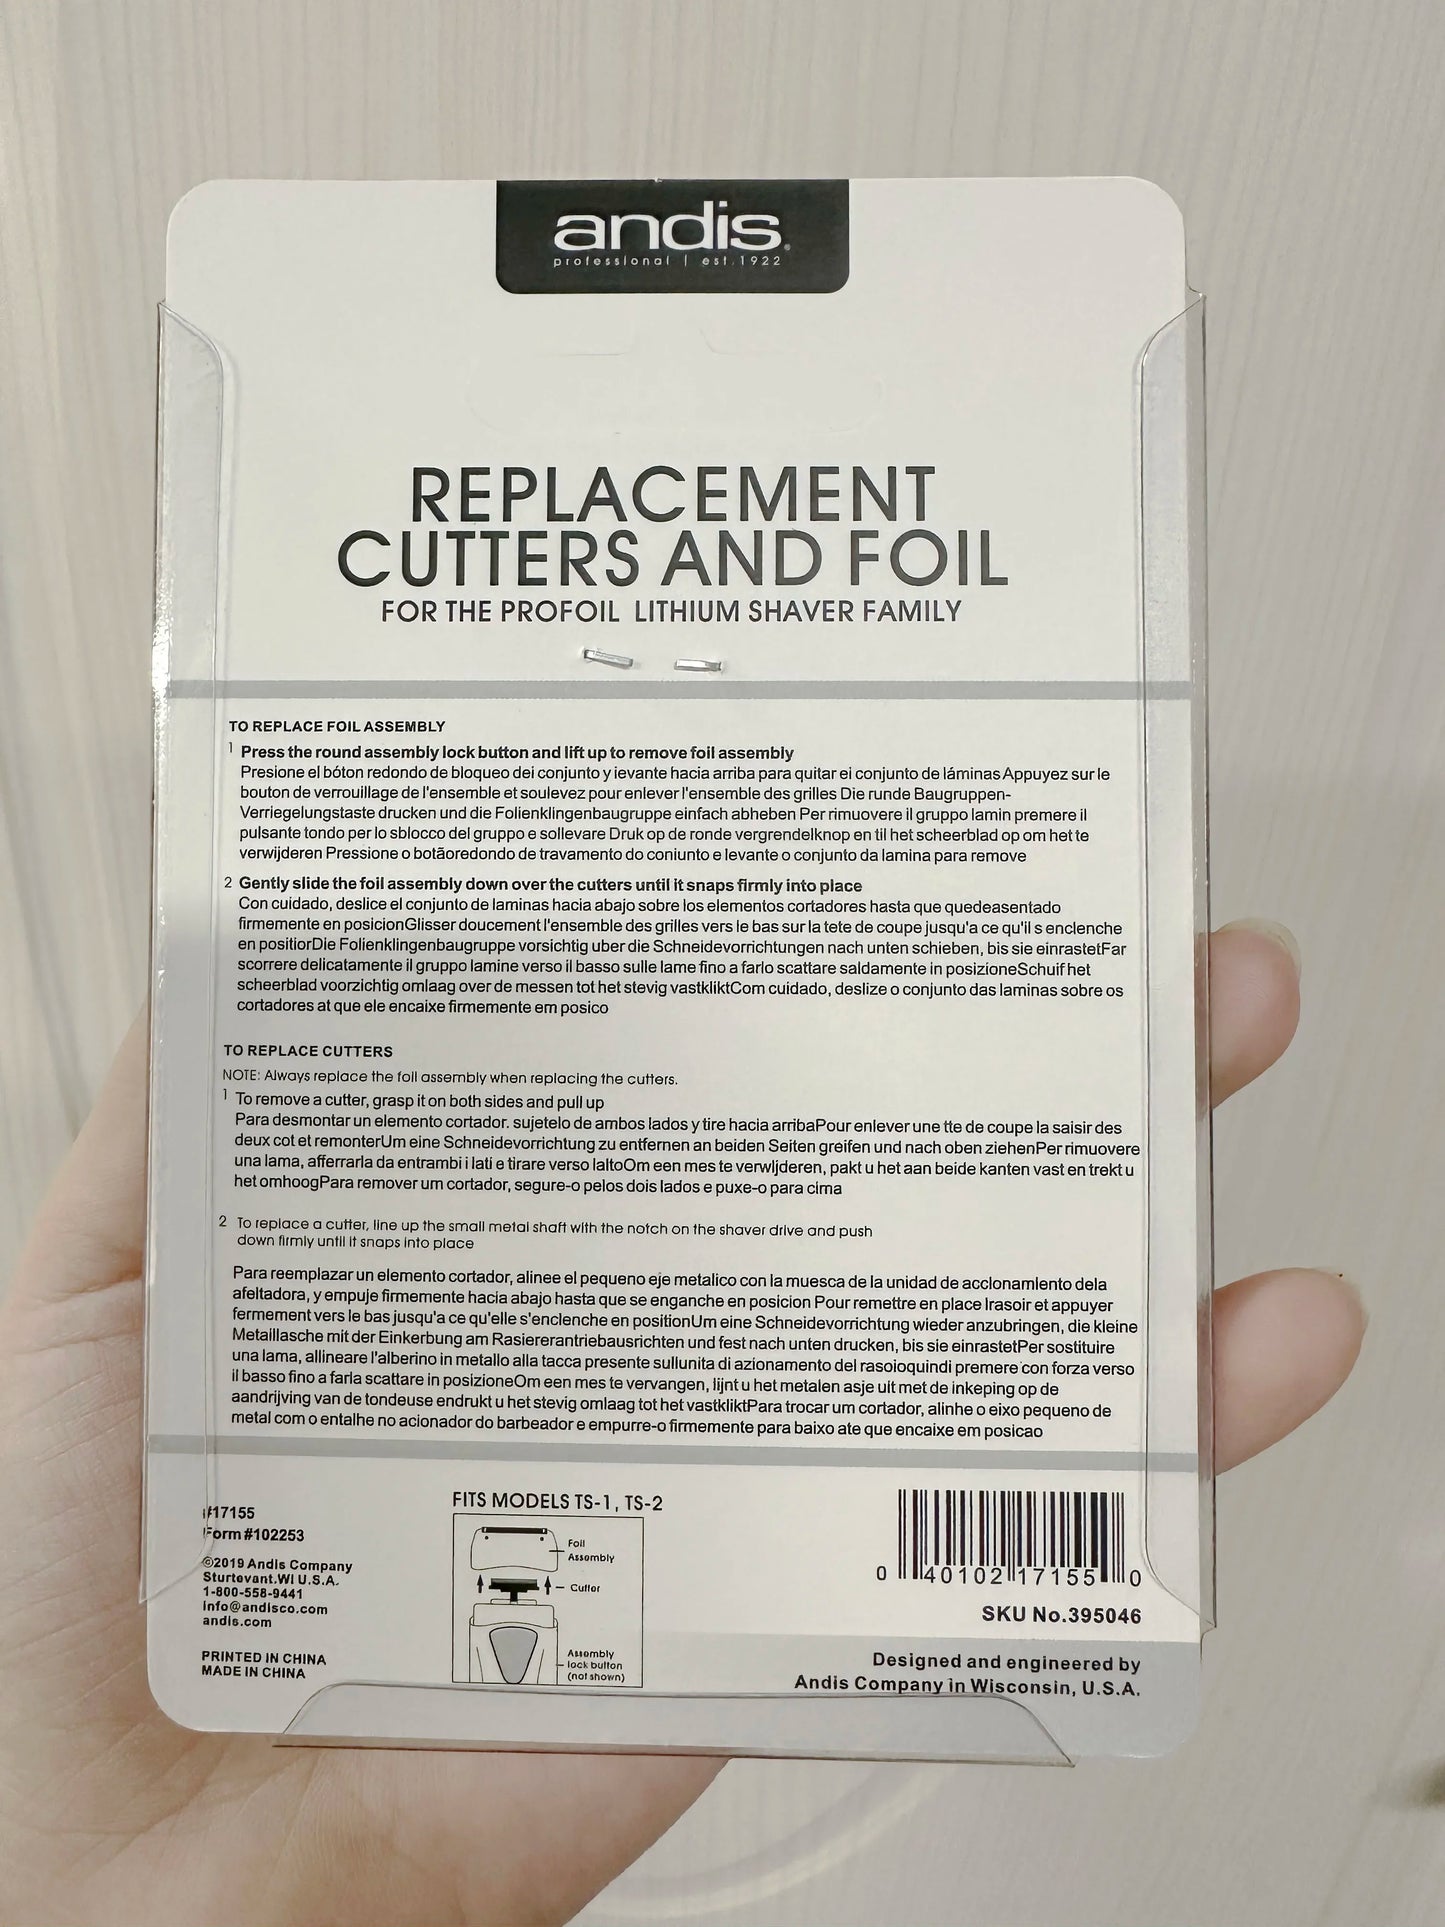 andis®
professional | est.1922
REPLACEMENT
CUTTERS AND FOIL
FOR THE PROFOIL LITHIUM SHAVER FAMILY
TO REPLACE FOIL ASSEMBLY
1 Press the round assembly lock button and lift up to remove foil assembly
Presione el bóton redondo de bloqueo dei conjunto y ievante hacia arriba para quitar ei conjunto de láminasAppuyez sur le
bouton de verrouillage de l'ensemble et soulevez pour enlever l'ensemble des grilles Die runde Baugruppen-
Verriegelungstaste drucken und die Folienklingenbaugruppe einfach abheben Per rimuovere il gruppo lamin premere il
pulsante tondo per lo sblocco del gruppo e sollevare Druk op de ronde vergrendelknop en til het scheerblad op om het te
verwijderen Pressione o botãoredondo de travamento do coniunto e levante o conjunto da lamina para remove
2 Gently slide the foil assembly down over the cutters until it snaps firmly into place
Con cuidado, deslice el conjunto de laminas hacia abajo sobre los elementos cortadores hasta que quedeasentado
firmemente en posicionGlisser doucement l'ensemble des grilles vers le bas sur la tete de coupe jusqu'a ce qu'il s enclenche
en positiorDie Folienklingenbaugruppe vorsichtig uber die Schneidevorrichtungen nach unten schieben, bis sie einrastetFar
scorrere delicatamente il gruppo lamine verso il basso sulle lame fino a farlo scattare saldamente in posizioneSchuif het
scheerblad voorzichtig omlaag over de messen tot het stevig vastkliktCom cuidado, deslize o conjunto das laminas sobre os
cortadores at que ele encaixe firmemente em posico
TO REPLACE CUTTERS
NOTE: Always replace the foil assembly when replacing the cutters.
1 To remove a cutter, grasp it on both sides and pull up
Para desmontar un elemento cortador. sujetelo de ambos lados y tire hacia arribaPour enlever une tte de coupe la saisir des
deux cot et remonterUm eine Schneidevorrichtung zu entfernen an beiden Seiten greifen und nach oben ziehenPer rimuovere
una lama, afferrarla da entrambi i lati e tirare verso laltoOm een mes te verwljderen, pakt u het aan beide kanten vast en trekt u
het omhoogPara remover um cortador, segure-o pelos dois lados e puxe-o para cima
2 To replace a cutter, line up the small metal shaft with the notch on the shaver drive and push
down firmly until it snaps into place
Para reemplazar un elemento cortador, alinee el pequeno eje metalico con la muesca de la unidad de acclonamlento dela
afeltadora, y empuje firmemente hacia abajo hasta que se enganche en posicion Pour remettre en place lrasoir et appuyer
fermement vers le bas jusqu'a ce qu'elle s'enclenche en positionUm eine Schneidevorrichtung wieder anzubringen, die kleine
Metaillasche mit der Einkerbung am Rasiererantriebausrichten und fest nach unten drucken, bis sie einrastetPer sostituire
una lama, allineare l'alberino in metallo alla tacca presente sullunita di azionamento del rasoioquindi premere con forza verso
il basso fino a farla scattare in posizioneOm een mes te vervangen, lijnt u het metalen asje uit met de inkeping op de
aandrijving van de tondeuse endrukt u het stevig omlaag tot het vastkliktPara trocar um cortador, alinhe o eixo pequeno de
metal com o entalhe no acionador do barbeador e empurre-o firmemente para baixo ate que encaixe em posicao
#17155
Form #102253
©2019 Andis Company
Sturtevant.WI U.S.A.
1-800-558-9441
info@andisco.com
andis.com
PRINTED IN CHINA
MADE IN CHINA
FITS MODELS TS-1, TS-2
Foil
Assembly
Cutter
Assembly
lock button
(not shown)
0 40102 17155 0
SKU No.395046
Designed and engineered by
Andis Company in Wisconsin, U.S.A.